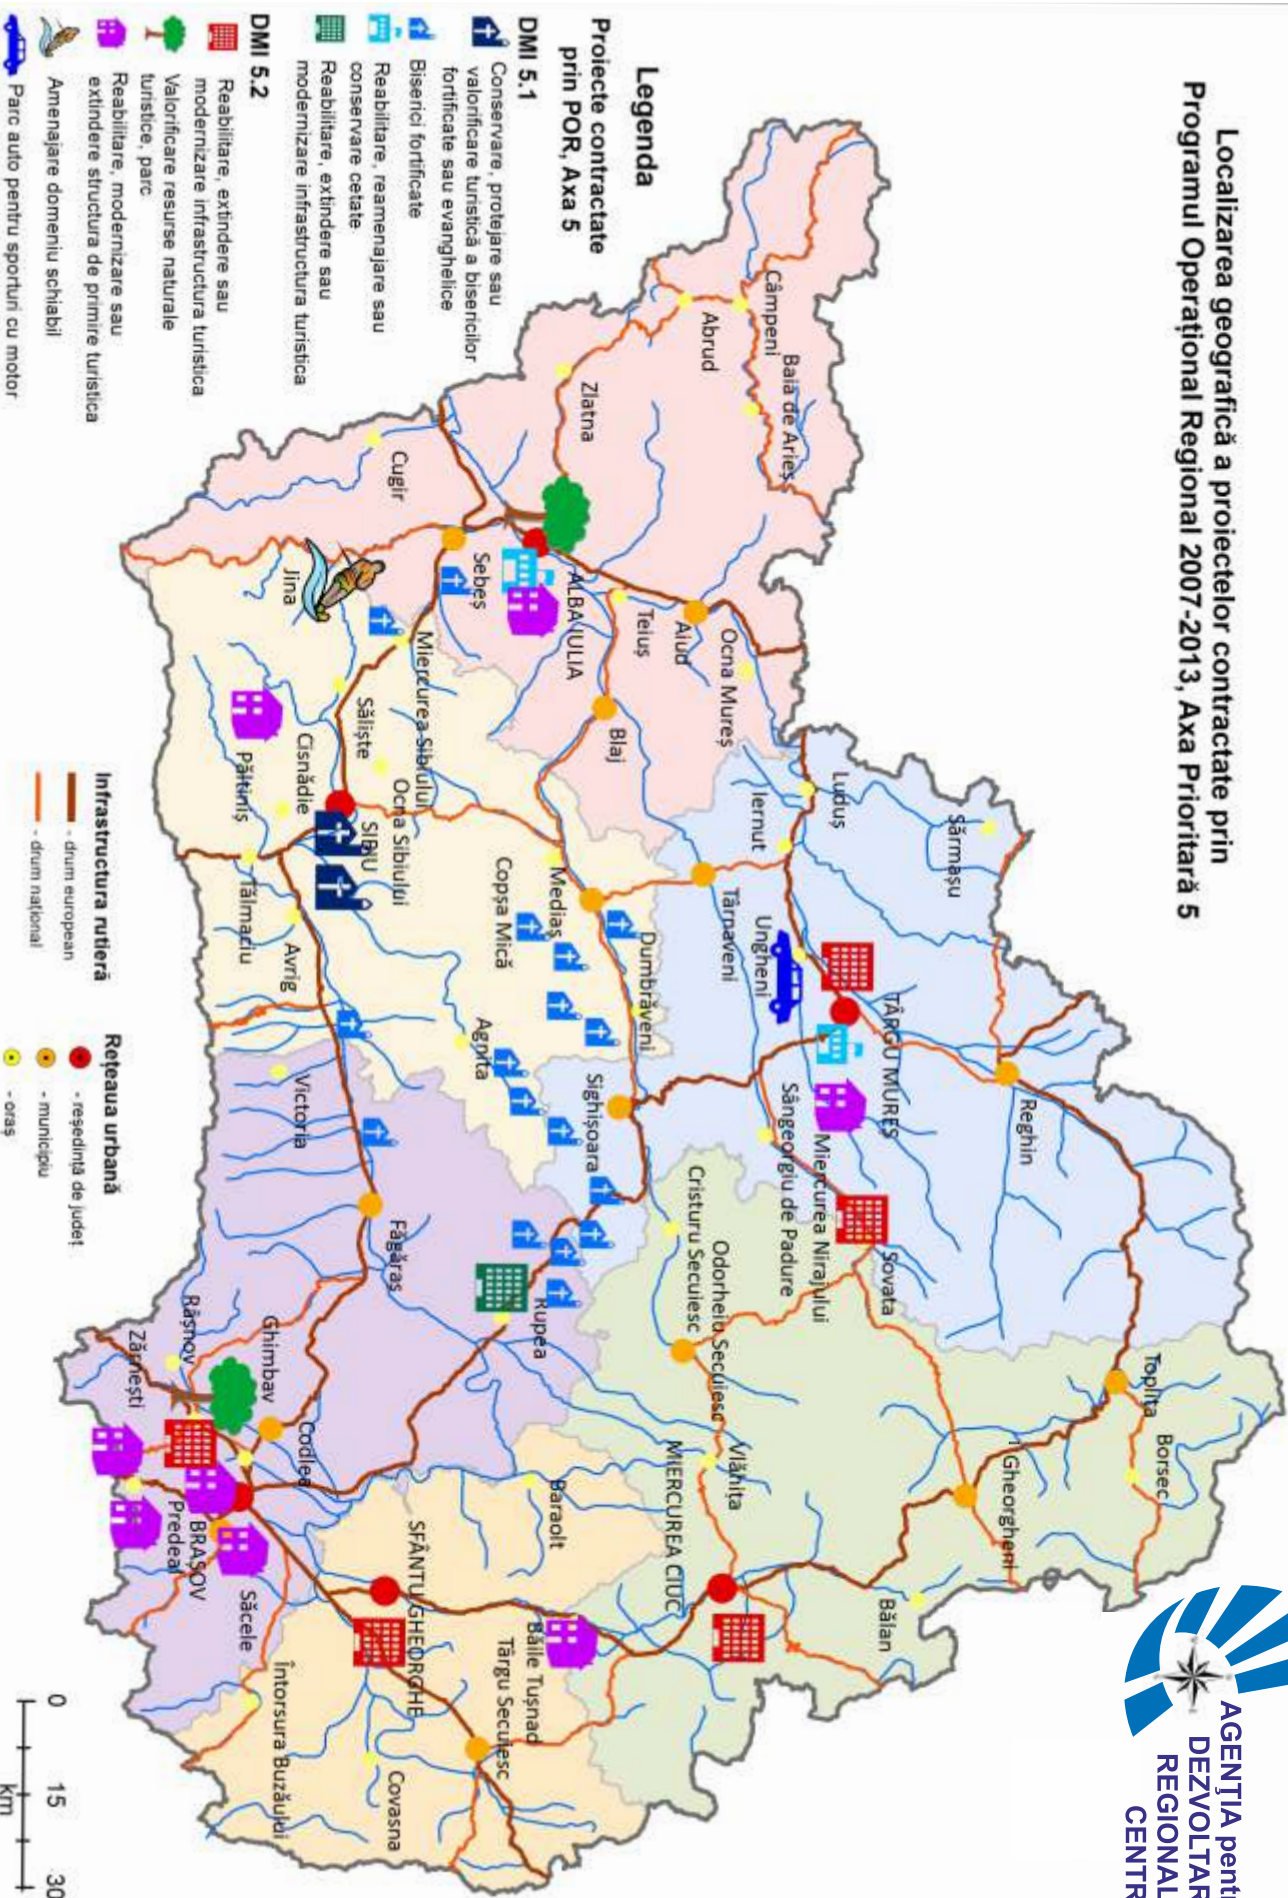 Localizarea geografică a proiectelor contractate prin
Programul Operațional Regional 2007-2013, Axa Prioritară 5
AGENȚIA pent
DEZVOLTAR
REGIONAL
CENTR
Legenda
Proiecte contractate
prin POR, Axa 5
DMI 5.1
Conservare, protejare sau
valorificare turistică a bisericilor
fortificate sau evanghelice
Biserici fortificate
Reabilitare, reamenajare sau
conservare cetate
Reabilitare, extindere sau
modernizare infrastructura turistica
DMI 5.2
Reabilitare, extindere sau
modernizare infrastructura turistica
Valorificare resurse naturale
turistice, parc
Reabilitare, modernizare sau
extindere structura de primire turistica
Amenajare domeniu schiabil
Parc auto pentru sporturi cu motor
Câmpeni
Baia de Arieș
Abrud
Zlatna
Cugir
Sebeș
ALBA IULIA
Teiuș
Aiud
Ocna Mureș
Blaj
Jina
Miercurea Sibiului
Săliște
Ocna Sibiului
Cisnădie
Păltiniș
SIBIU
Tălmaciu
Avrig
Copșa Mică
Mediaș
Dumbrăveni
Agnita
Luduș
Iernut
Sărmașu
Târnaveni
Ungheni
TÂRGU MUREȘ
Reghin
Sângeorgiu de Padure
Miercurea Nirajului
Sovata
Sighișoara
Cristuru Secuiesc
Odorheiu Secuiesc
Vlăhița
MIERCUREA CIUC
Toplița
Borsec
Gheorgheni
Bălan
Băile Tușnad
Victoria
Făgăraș
Rupea
Râșnov
Zărnești
Ghimbav
Codlea
BRAȘOV
Predeal
Săcele
Baraolt
SFÂNTU GHEORGHE
Târgu Secuiesc
Covasna
Întorsura Buzăului
Infrastructura rutieră
- drum european
- drum național
Rețeaua urbană
- reședință de județ
- municipiu
- oraș
0 15 30
km